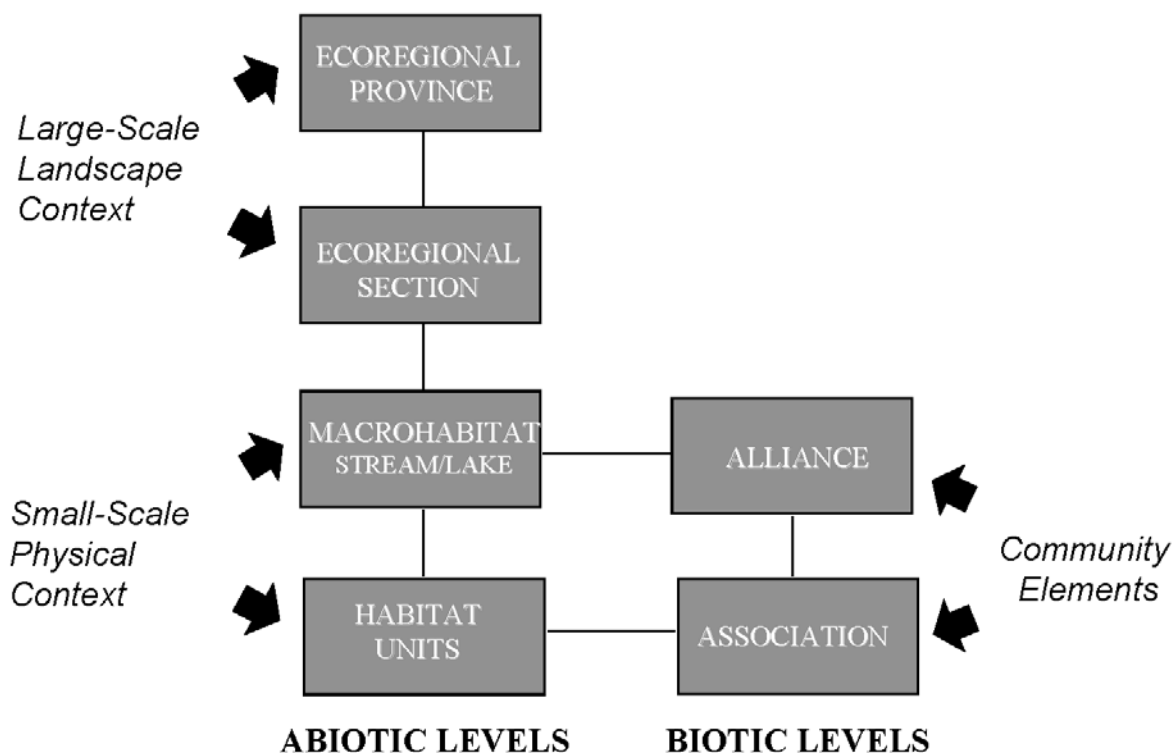 ECOREGIONAL
PROVINCE
Large-Scale
Landscape
Context
ECOREGIONAL
SECTION
MACROHABITAT
STREAM/LAKE
ALLIANCE
Small-Scale
Physical
Context
Community
Elements
HABITAT
UNITS
ASSOCIATION
ABIOTIC LEVELS
BIOTIC LEVELS